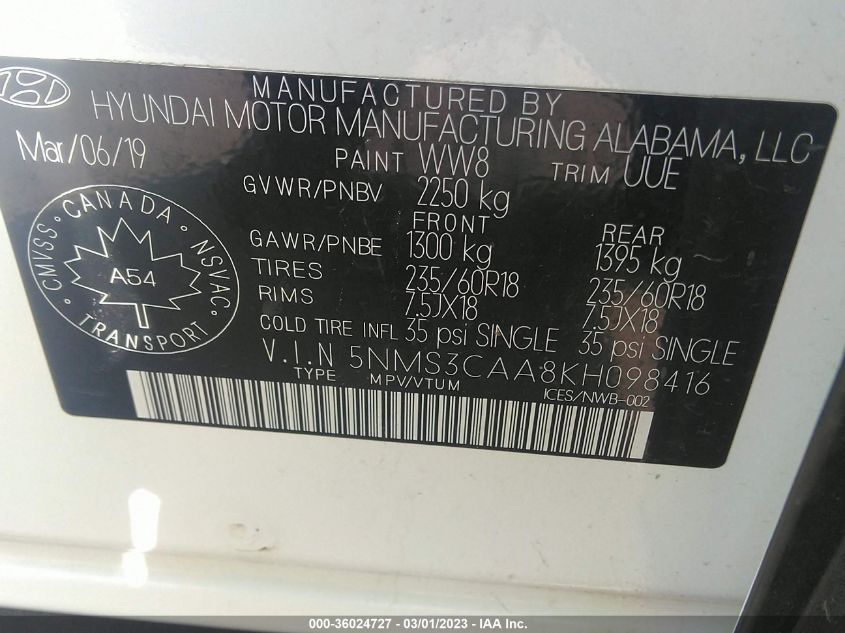 MANUFACTURED BY
HYUNDAI MOTOR MANUFACTURING ALABAMA, LLC
Mar/06/19
PAINT WW8 TRIM UUE
GVWR/PNBV 2250 kg
FRONT REAR
GAWR/PNBE 1300 kg 1395 kg
TIRES 235/60R18 235/60R18
RIMS 7.5JX18 7.5JX18
COLD TIRE INFL 35 psi SINGLE 35 psi SINGLE
V.I.N 5NMS3CAA8KH098416
TYPE MPV/VTUM
ICES/NWB-002
CMVSS · CANADA · NSVAC ·
A54
TRANSPORT
000-36024727 - 03/01/2023 - IAA Inc.